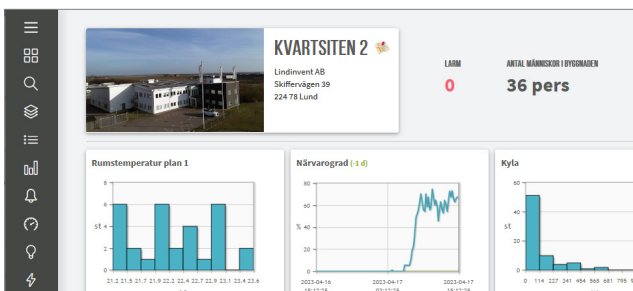 KVARTSITEN 2
Lindinvent AB
Skiffervägen 39
224 78 Lund
LARM
0
ANTAL MÄNNISKOR I BYGGNADEN
36 pers
Rumstemperatur plan 1
8
6
st 4
2
0
21.2 21.5 21.7 21.9 22.2 22.4 22.7 22.9 23.1 23.4 23.6
Närvarograd (-1 d)
80
60
% 40
20
0
2023-04-16 2023-04-17 2023-04-17
Kyla
60
40
st
20
0
0 114 227 341 454 568 681 795